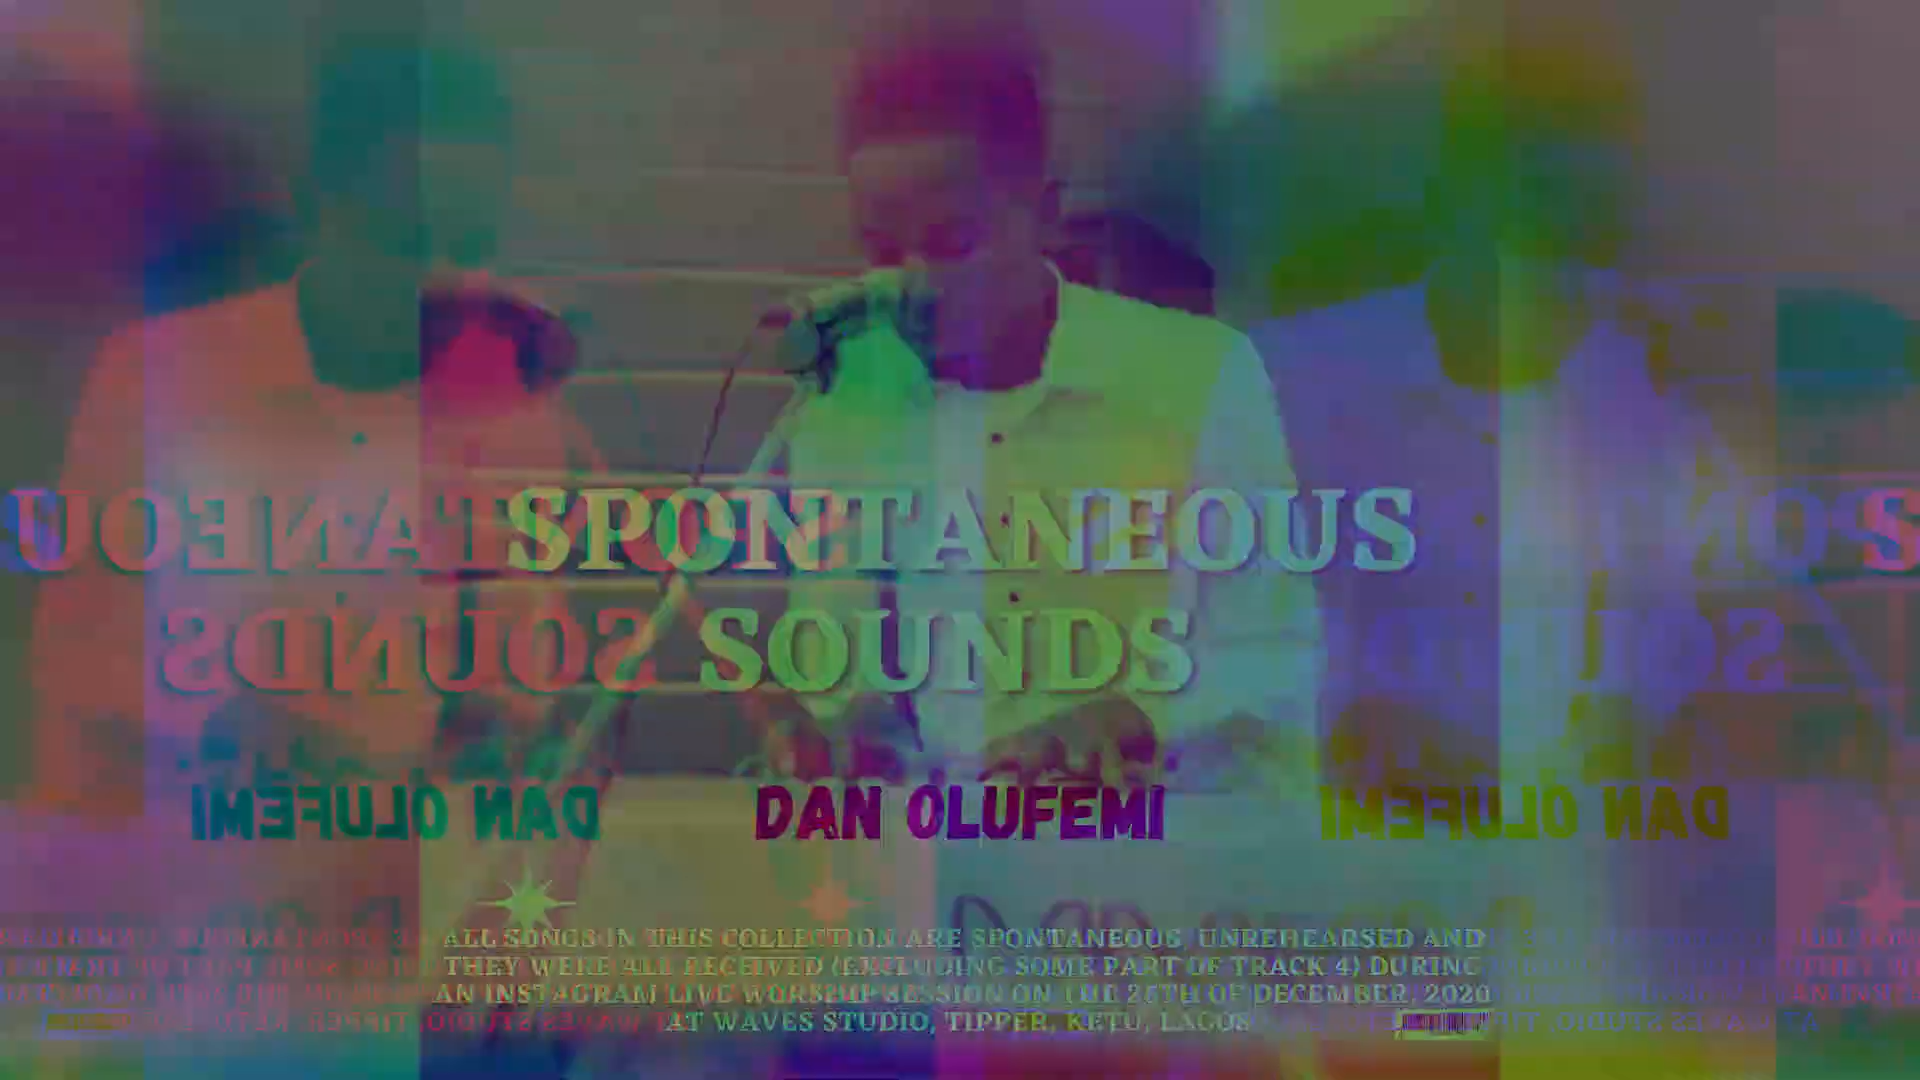 SPONTANEOUS
SOUNDS
DAN OLUFEMI
ALL SONGS IN THIS COLLECTION ARE SPONTANEOUS, UNREHEARSED AND
THEY WERE ALL RECEIVED (EXCLUDING SOME PART OF TRACK 4) DURING
AN INSTAGRAM LIVE WORSHIP SESSION ON THE 25TH OF DECEMBER, 2020
AT WAVES STUDIO, TIPPER, KETU, LAGOS